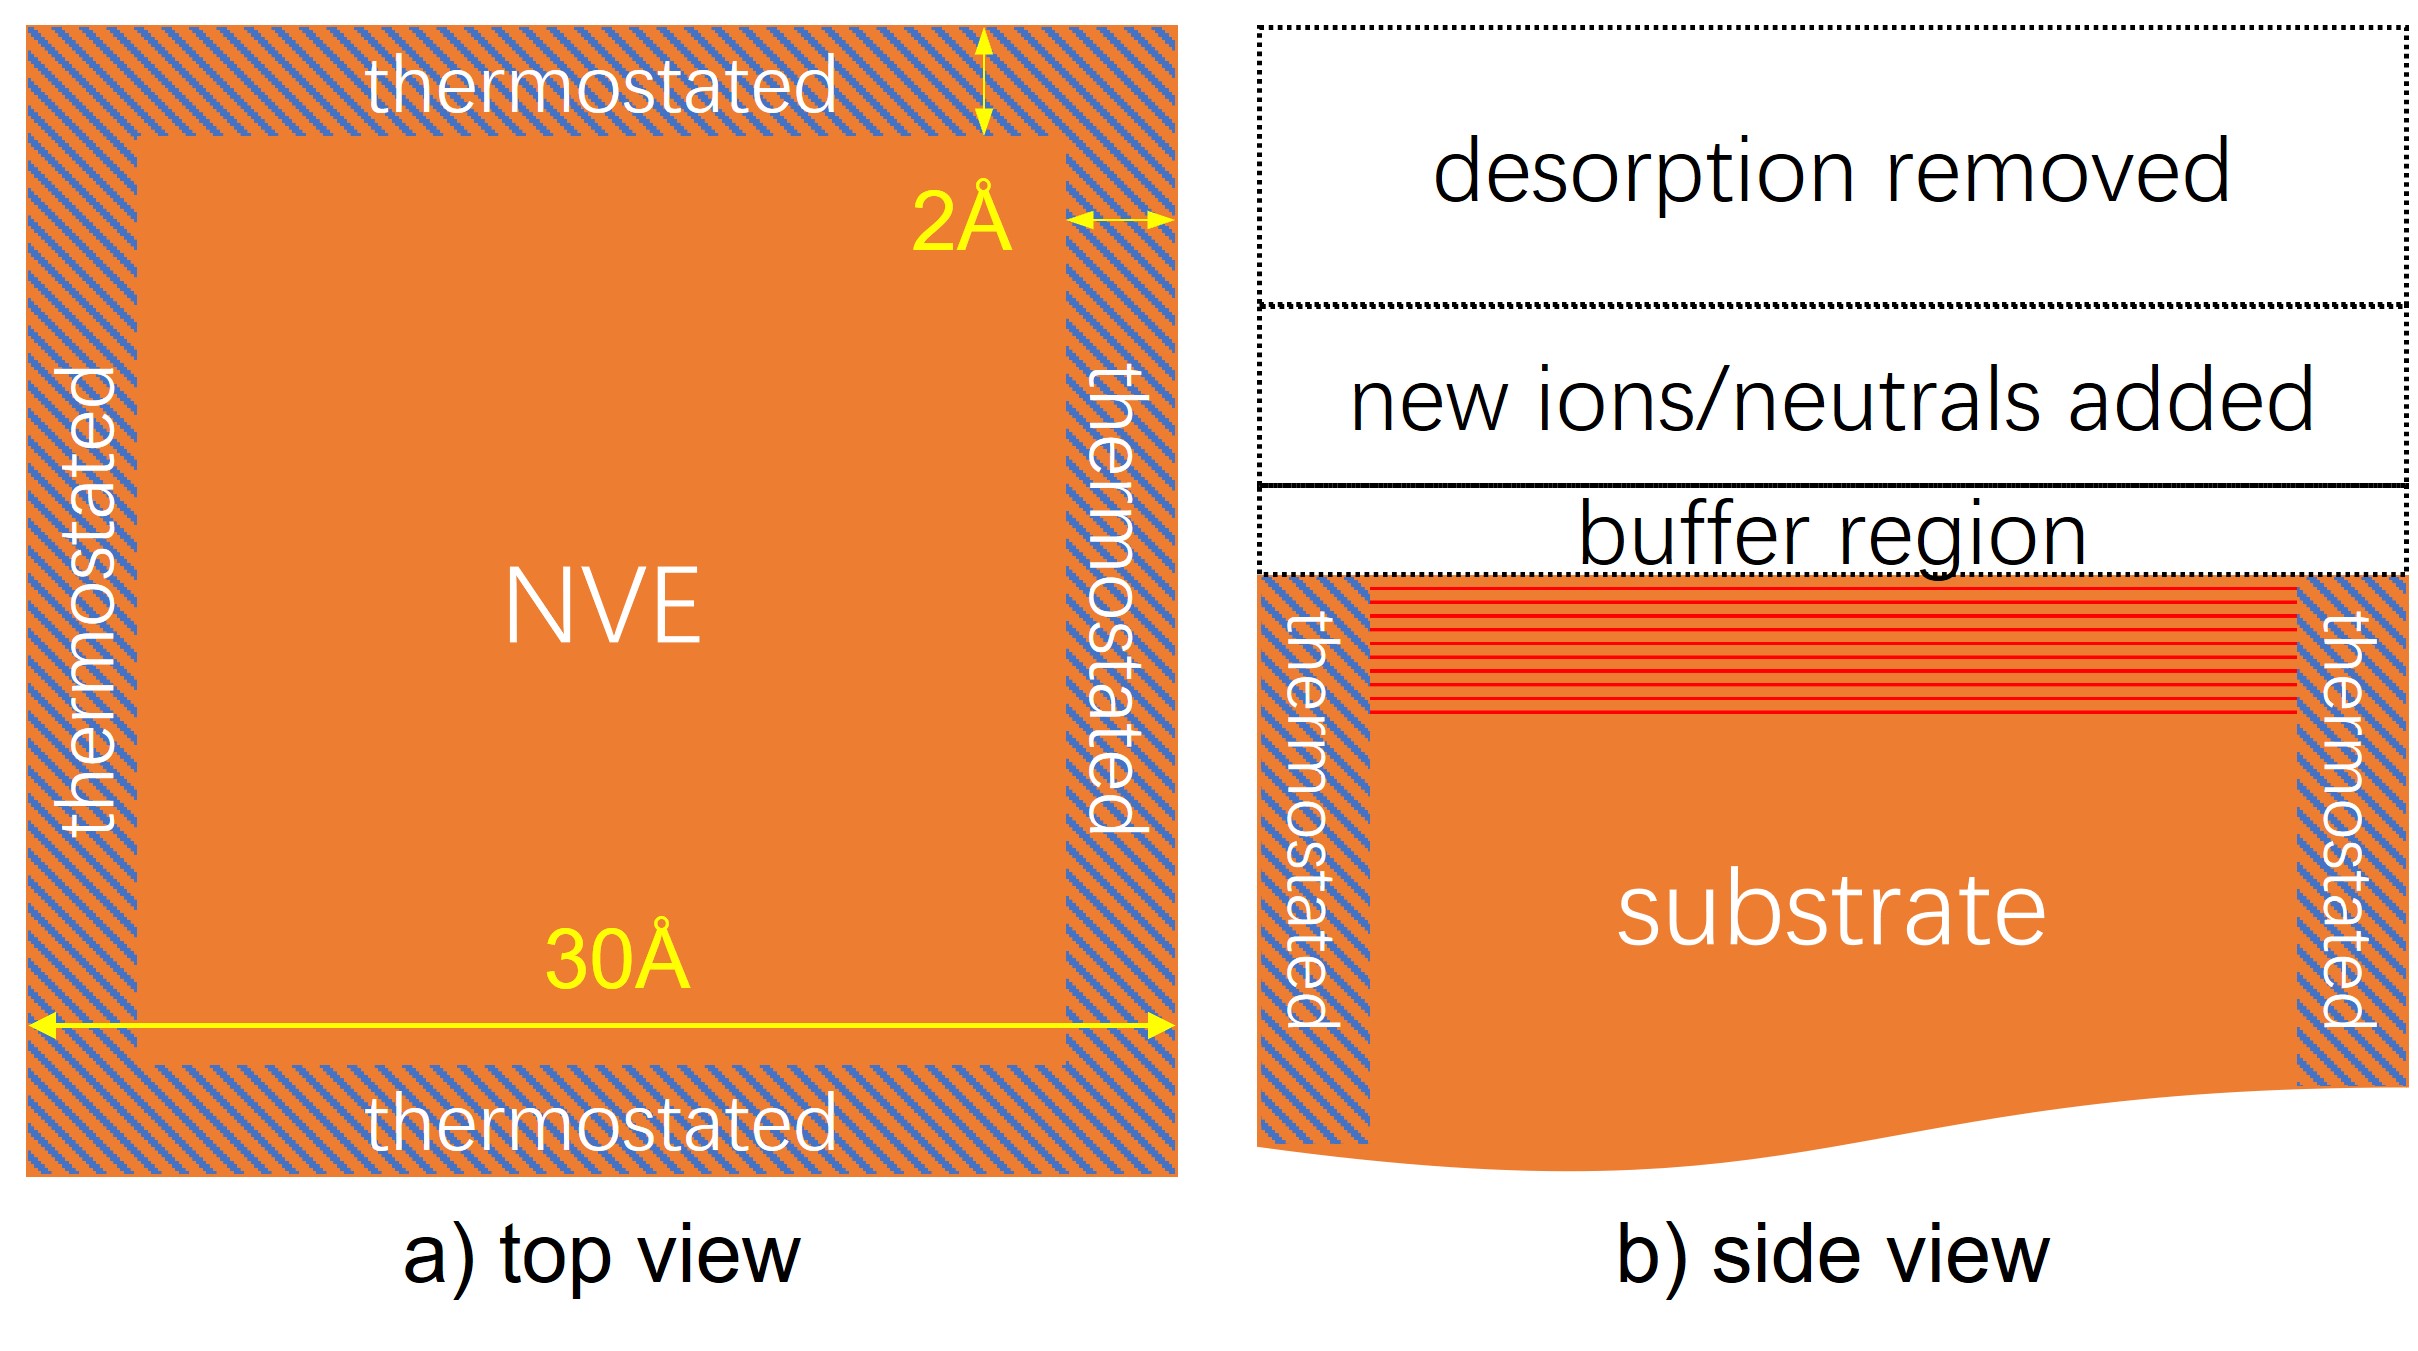 thermostated
2Å
thermostated
thermostated
NVE
30Å
thermostated
a) top view
desorption removed
new ions/neutrals added
buffer region
thermostated
thermostated
substrate
b) side view